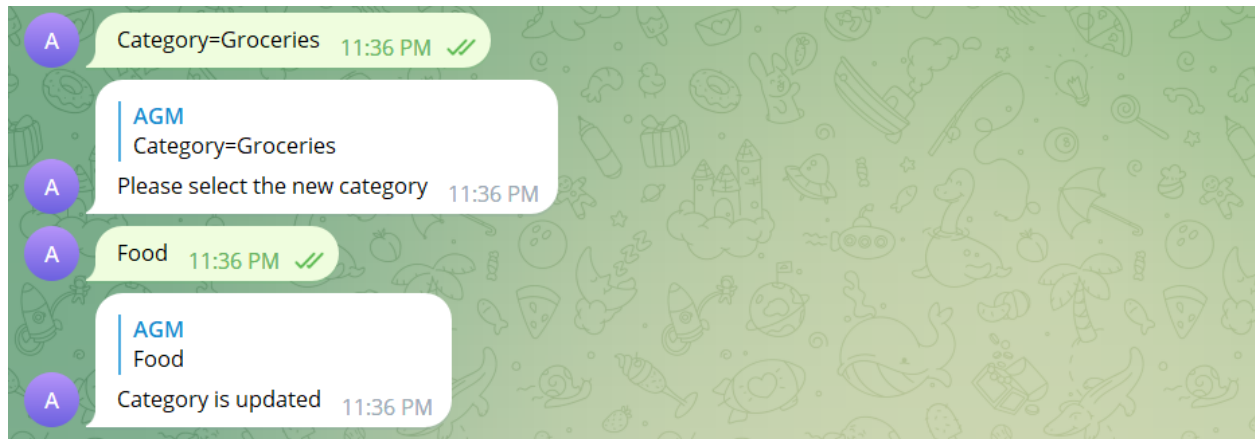 A
Category=Groceries 11:36 PM
AGM
Category=Groceries
A
Please select the new category 11:36 PM
A
Food 11:36 PM
AGM
Food
A
Category is updated 11:36 PM